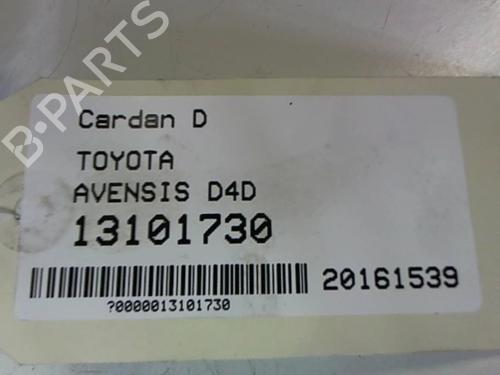 B-PARTS
Cardan D
TOYOTA
AVENSIS D4D
13101730
20161539
?0000013101730